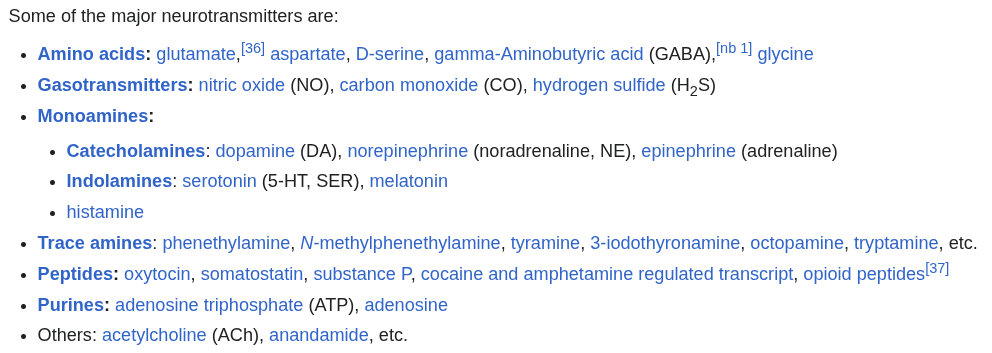 Some of the major neurotransmitters are:
• Amino acids: glutamate,[36] aspartate, D-serine, gamma-Aminobutyric acid (GABA),[nb 1] glycine
• Gasotransmitters: nitric oxide (NO), carbon monoxide (CO), hydrogen sulfide (H2S)
• Monoamines:
• Catecholamines: dopamine (DA), norepinephrine (noradrenaline, NE), epinephrine (adrenaline)
• Indolamines: serotonin (5-HT, SER), melatonin
• histamine
• Trace amines: phenethylamine, N-methylphenethylamine, tyramine, 3-iodothyronamine, octopamine, tryptamine, etc.
• Peptides: oxytocin, somatostatin, substance P, cocaine and amphetamine regulated transcript, opioid peptides[37]
• Purines: adenosine triphosphate (ATP), adenosine
• Others: acetylcholine (ACh), anandamide, etc.